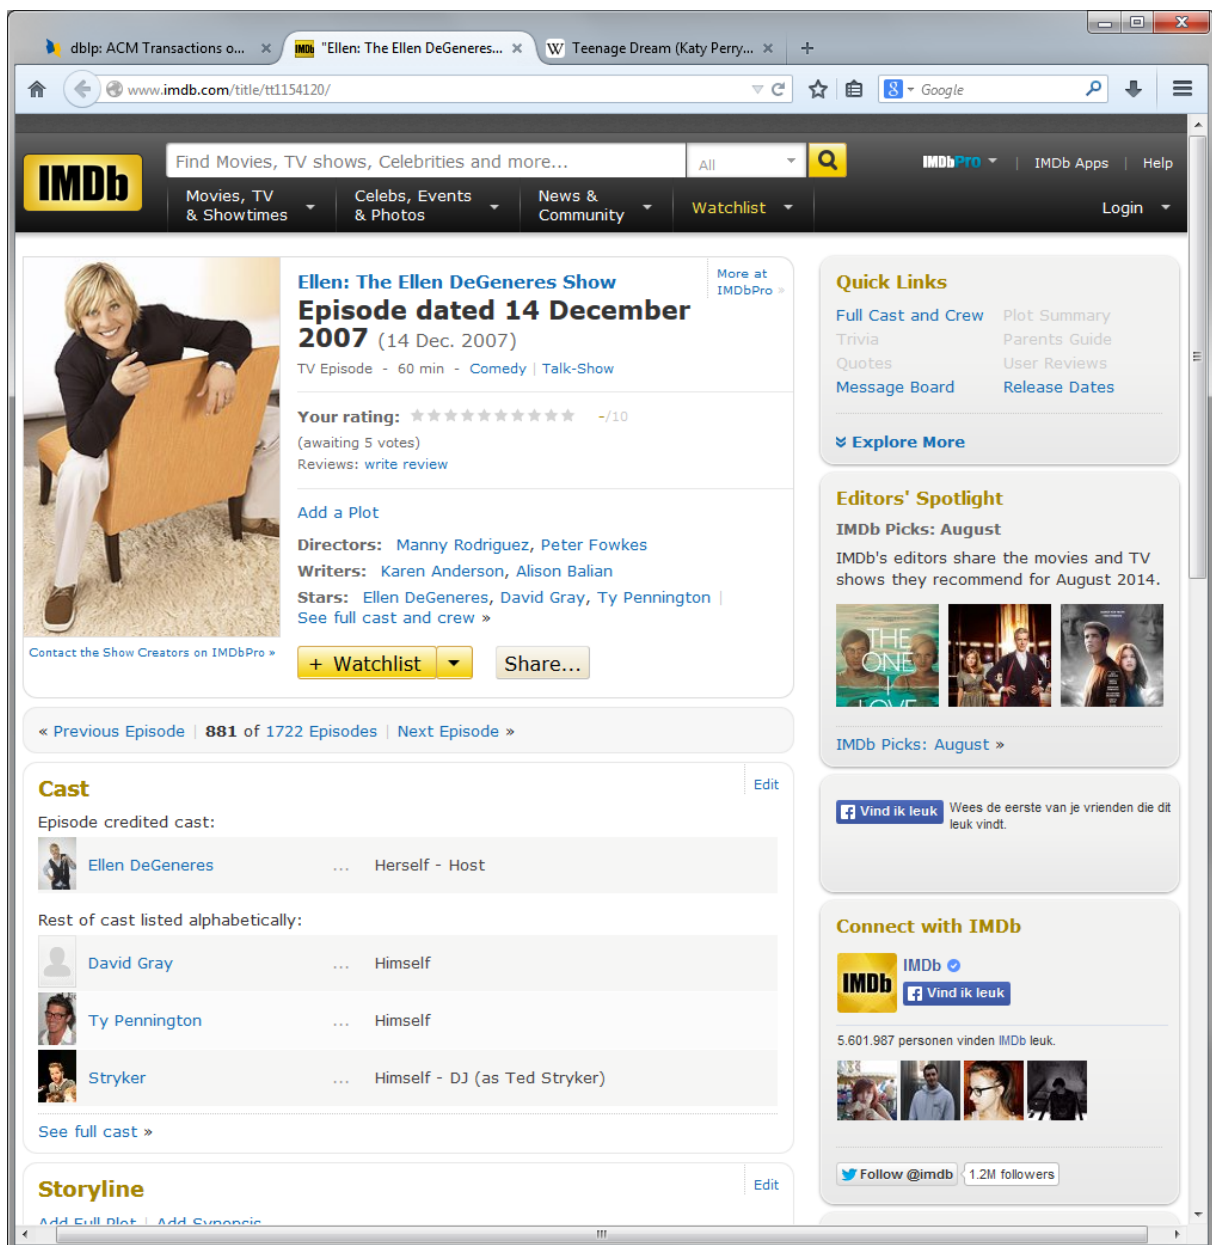 dblp: ACM Transactions o...
"Ellen: The Ellen DeGeneres...
Teenage Dream (Katy Perry...
www.imdb.com/title/tt1154120/
Google
IMDb
Find Movies, TV shows, Celebrities and more...
All
IMDbPro
IMDb Apps
Help
Movies, TV
& Showtimes
Celebs, Events
& Photos
News &
Community
Watchlist
Login
Ellen: The Ellen DeGeneres Show
More at
IMDbPro »
Episode dated 14 December
2007 (14 Dec. 2007)
TV Episode - 60 min - Comedy | Talk-Show
Your rating: -/10
(awaiting 5 votes)
Reviews: write review
Add a Plot
Directors: Manny Rodriguez, Peter Fowkes
Writers: Karen Anderson, Alison Balian
Stars: Ellen DeGeneres, David Gray, Ty Pennington |
See full cast and crew »
Contact the Show Creators on IMDbPro »
+ Watchlist
Share...
« Previous Episode | 881 of 1722 Episodes | Next Episode »
Cast
Edit
Episode credited cast:
Ellen DeGeneres ... Herself - Host
Rest of cast listed alphabetically:
David Gray ... Himself
Ty Pennington ... Himself
Stryker ... Himself - DJ (as Ted Stryker)
See full cast »
Storyline
Edit
Add Full Plot | Add Synopsis
Quick Links
Full Cast and Crew
Plot Summary
Trivia
Parents Guide
Quotes
User Reviews
Message Board
Release Dates
Explore More
Editors' Spotlight
IMDb Picks: August
IMDb's editors share the movies and TV
shows they recommend for August 2014.
THE
ONE
I
LOVE
IMDb Picks: August »
Vind ik leuk
Wees de eerste van je vrienden die dit
leuk vindt.
Connect with IMDb
IMDb
IMDb
Vind ik leuk
5.601.987 personen vinden IMDb leuk.
Follow @imdb
1.2M followers